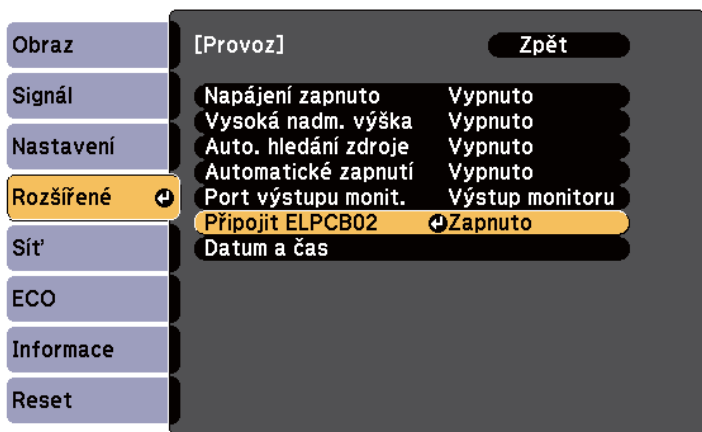 Obraz
Signál
Nastavení
Rozšířené
Síť
ECO
Informace
Reset
[Provoz] Zpět
Napájení zapnuto Vypnuto
Vysoká nadm. výška Vypnuto
Auto. hledání zdroje Vypnuto
Automatické zapnutí Vypnuto
Port výstupu monit. Výstup monitoru
Připojit ELPCB02 Zapnuto
Datum a čas